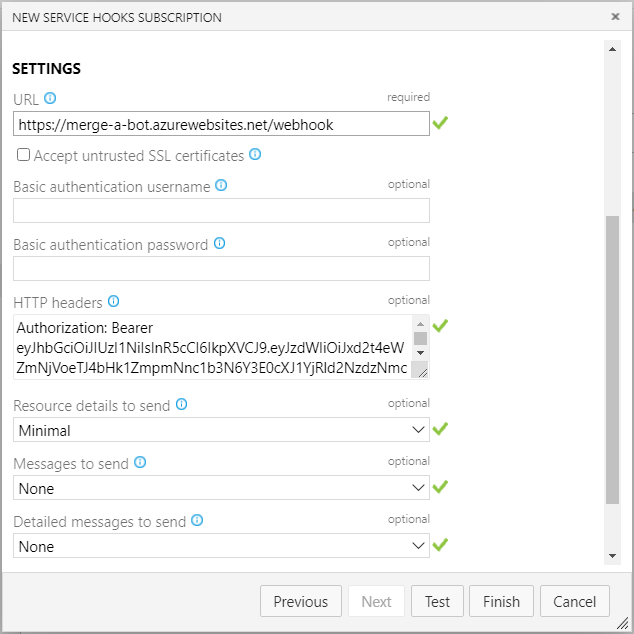 NEW SERVICE HOOKS SUBSCRIPTION
SETTINGS
URL required
https://merge-a-bot.azurewebsites.net/webhook
Accept untrusted SSL certificates
Basic authentication username optional
Basic authentication password optional
HTTP headers optional
Authorization: Bearer
eyJhbGciOiJIUzI1NiIsInR5cCI6IkpXVCJ9.eyJzdWIiOiJxd2t4eW
ZmNjVoeTJ4bHk1ZmpmNnc1b3N6Y3E0cXJ1YjRld2NzdzNmc
Resource details to send optional
Minimal
Messages to send optional
None
Detailed messages to send optional
None
Previous Next Test Finish Cancel